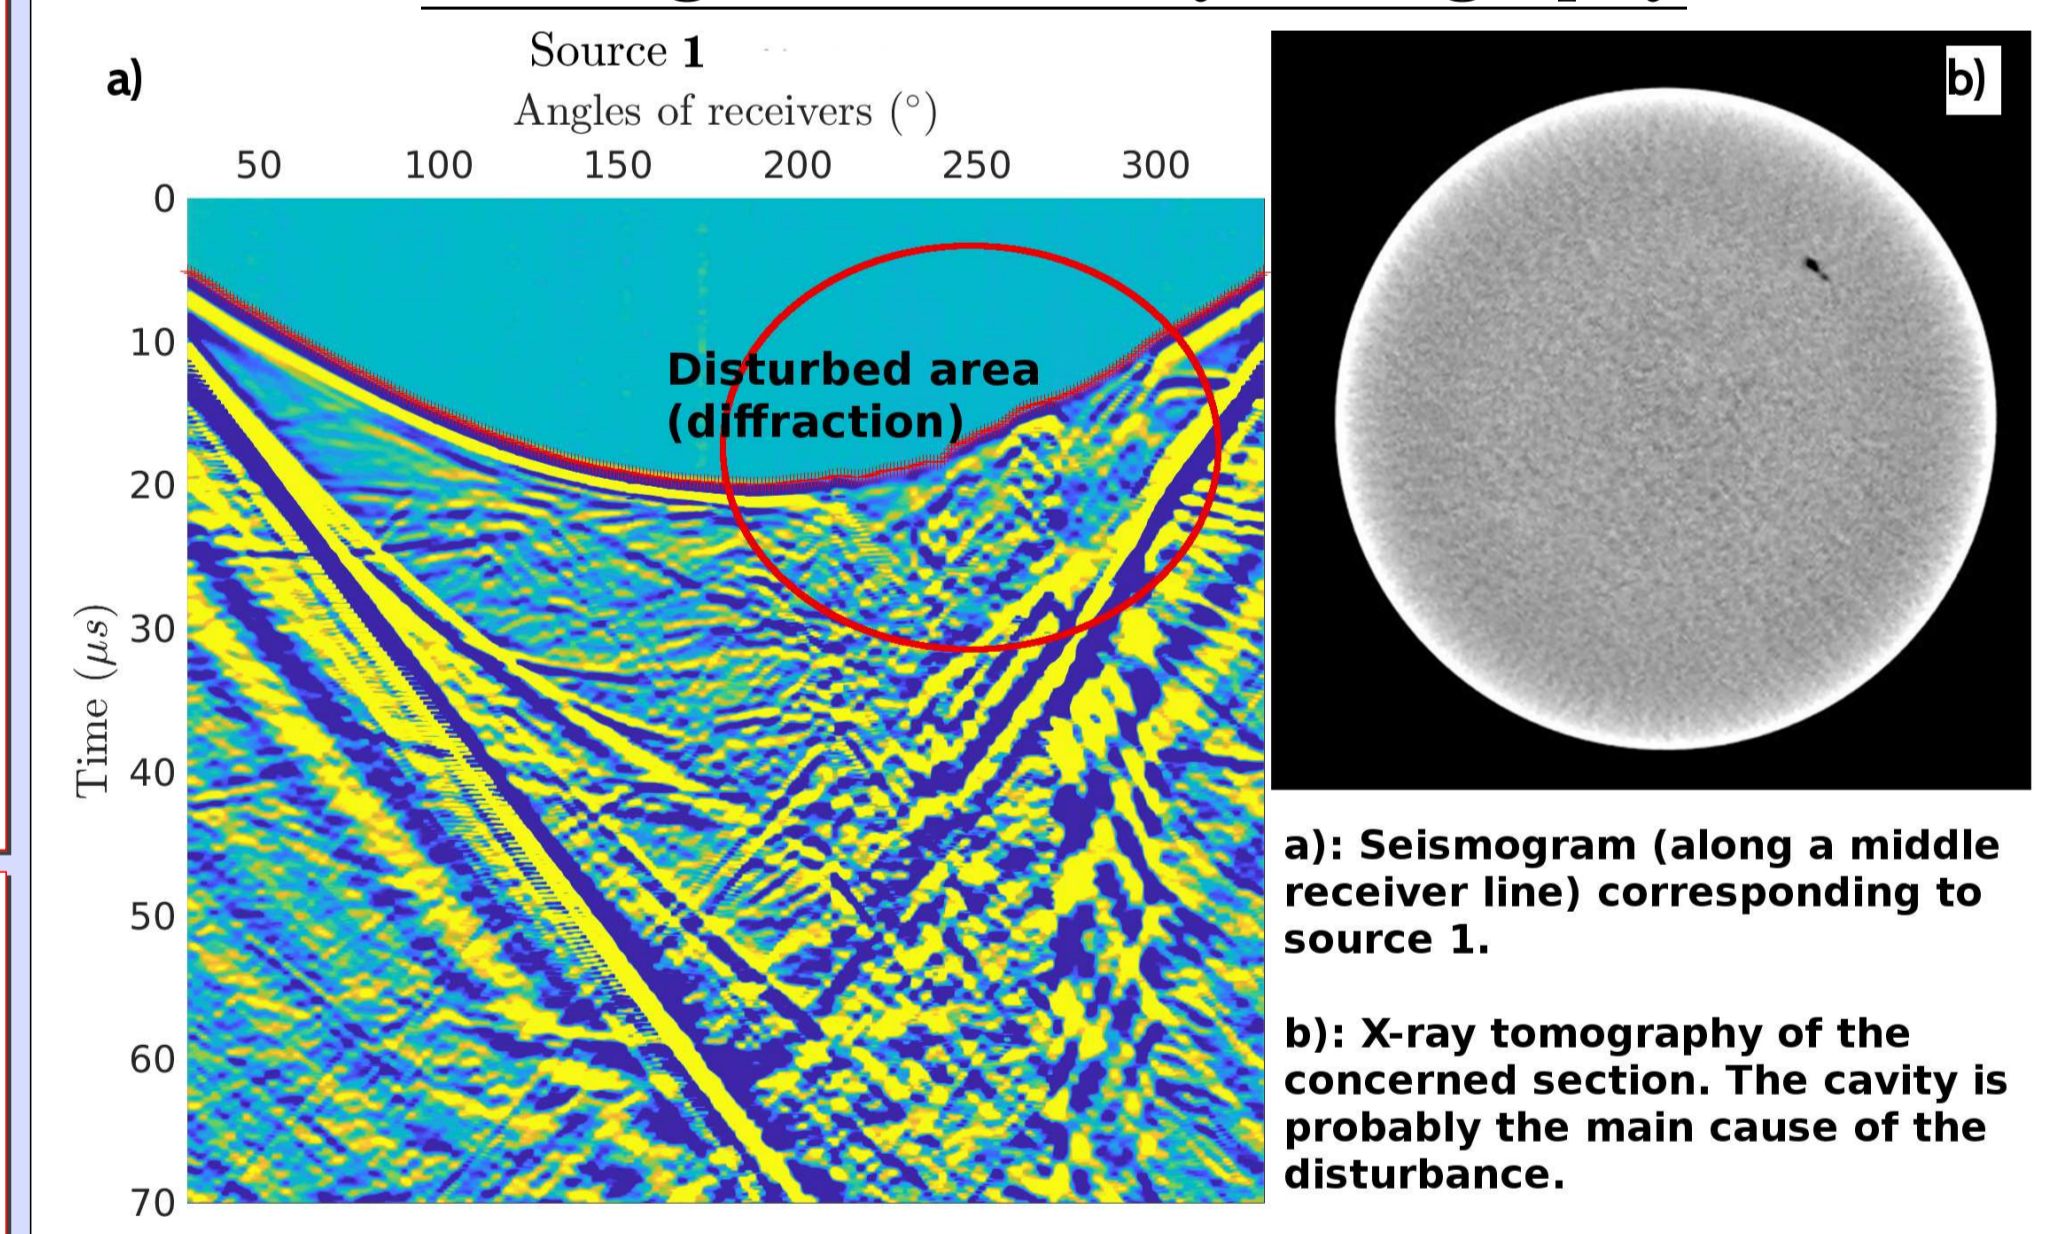 a)
Source 1
Angles of receivers (°)
50 100 150 200 250 300
0
10
20
30
40
50
60
70
Time (μs)
Disturbed area
(diffraction)
b)
a): Seismogram (along a middle
receiver line) corresponding to
source 1.
b): X-ray tomography of the
concerned section. The cavity is
probably the main cause of the
disturbance.